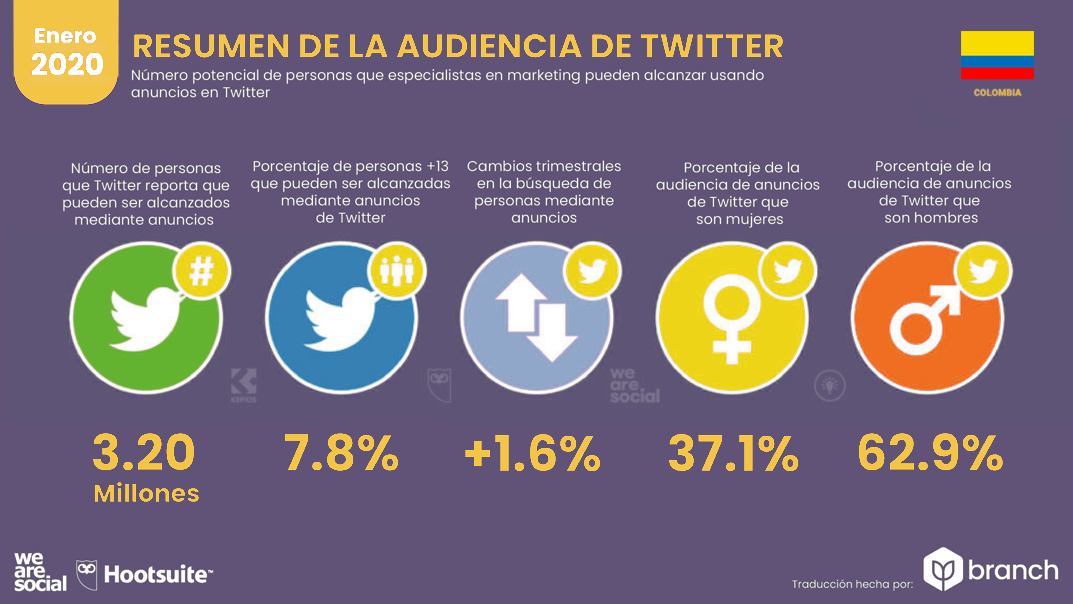 Enero
2020
RESUMEN DE LA AUDIENCIA DE TWITTER
Número potencial de personas que especialistas en marketing pueden alcanzar usando
anuncios en Twitter
COLOMBIA
Número de personas
que Twitter reporta que
pueden ser alcanzados
mediante anuncios
Porcentaje de personas +13
que pueden ser alcanzadas
mediante anuncios
de Twitter
Cambios trimestrales
en la búsqueda de
personas mediante
anuncios
Porcentaje de la
audiencia de anuncios
de Twitter que
son mujeres
Porcentaje de la
audiencia de anuncios
de Twitter que
son hombres
#
KEPIOS
we
are
social
3.20
Millones
7.8%
+1.6%
37.1%
62.9%
we
are
social
Hootsuite™
Traducción hecha por:
branch